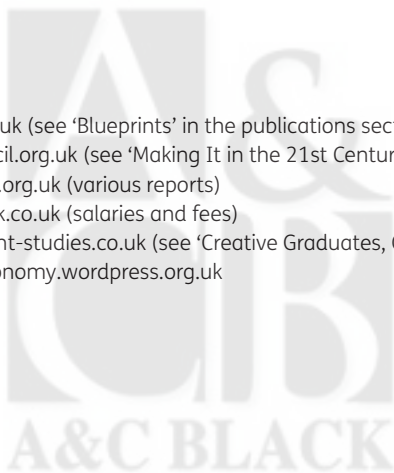 uk (see ‘Blueprints’ in the publications sect
cil.org.uk (see ‘Making It in the 21st Centur
.org.uk (various reports)
k.co.uk (salaries and fees)
nt-studies.co.uk (see ‘Creative Graduates, C
onomy.wordpress.org.uk
A&
CB
A&C BLACK